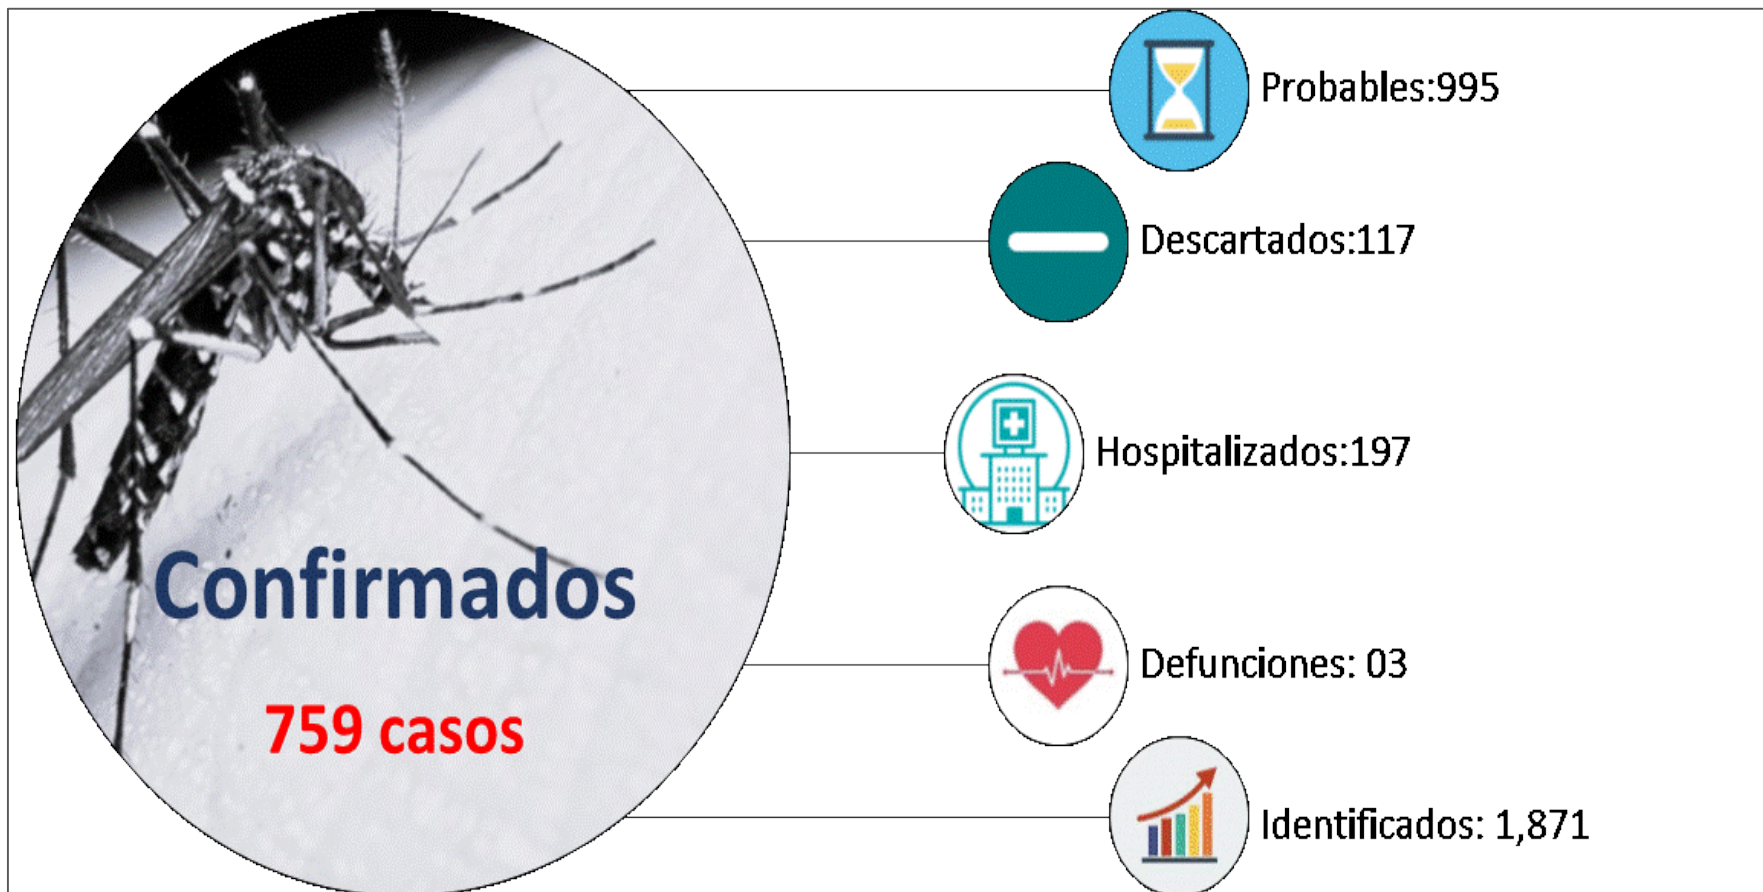 Confirmados
759 casos
Probables:995
Descartados:117
Hospitalizados:197
Defunciones: 03
Identificados: 1,871